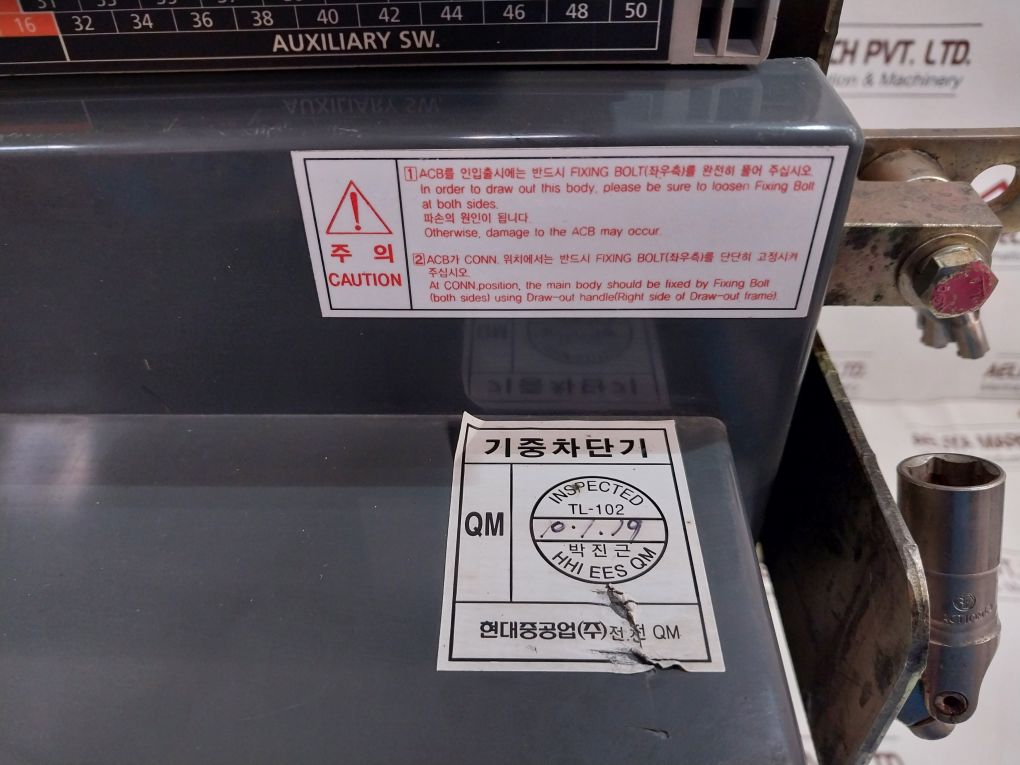 16 32 34 36 38 40 42 44 46 48 50
AUXILIARY SW.
CH PVT. LTD.
& Machinery
1 ACB를 인입출시에는 반드시 FIXING BOLT(좌우측)를 완전히 풀어 주십시오.
In order to draw out this body, please be sure to loosen Fixing Bolt
at both sides.
파손의 원인이 됩니다.
Otherwise, damage to the ACB may occur.
주 의
CAUTION
2 ACB가 CONN. 위치에서는 반드시 FIXING BOLT(좌우측)를 단단히 고정시켜
주십시오.
At CONN,position, the main body should be fixed by Fixing Bolt
(both sides) using Draw-out handle(Right side of Draw-out frame).
기중차단기
QM
INSPECTED
TL-102
10.1.19
박진근
HHI EES QM
현대중공업(주) 전전 QM